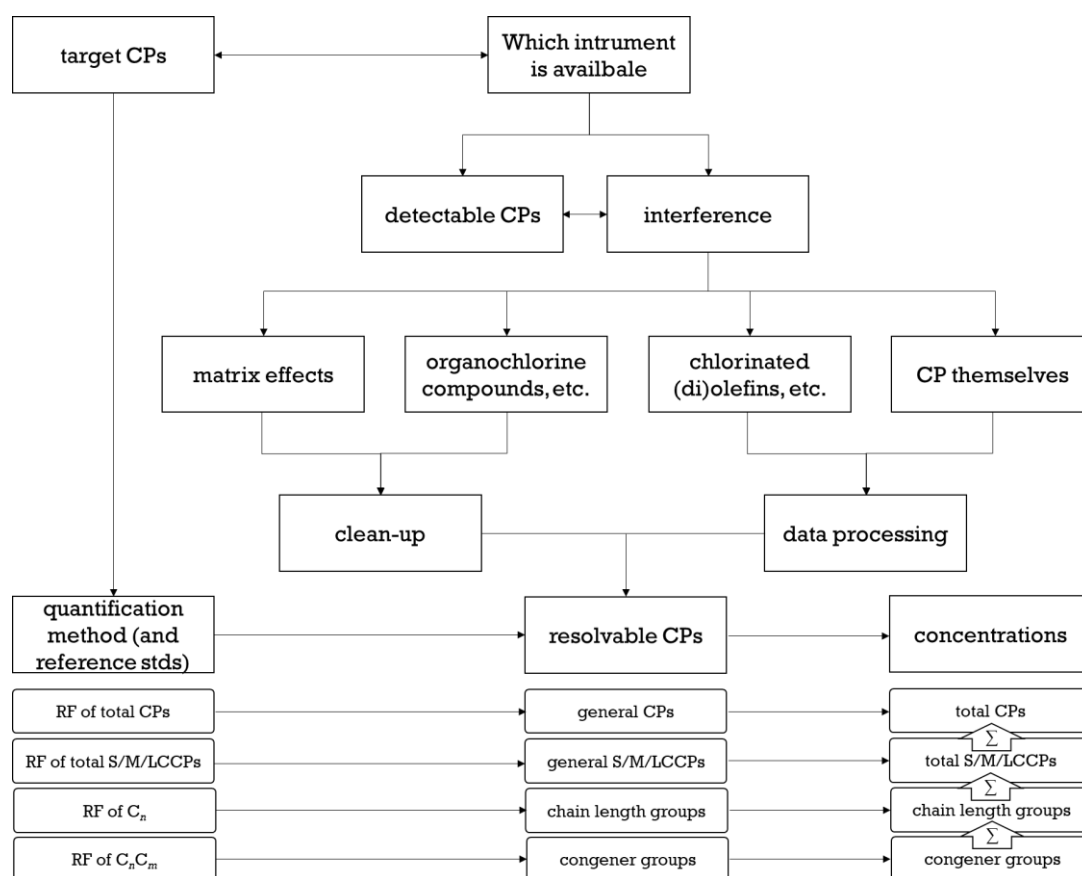 target CPs
Which intrument
is availbale
detectable CPs
interference
matrix effects
organochlorine
compounds, etc.
chlorinated
(di)olefins, etc.
CP themselves
clean-up
data processing
quantification
method (and
reference stds)
resolvable CPs
concentrations
RF of total CPs
general CPs
total CPs
∑
RF of total S/M/LCCPs
general S/M/LCCPs
total S/M/LCCPs
∑
RF of Cn
chain length groups
chain length groups
∑
RF of CnCm
congener groups
congener groups